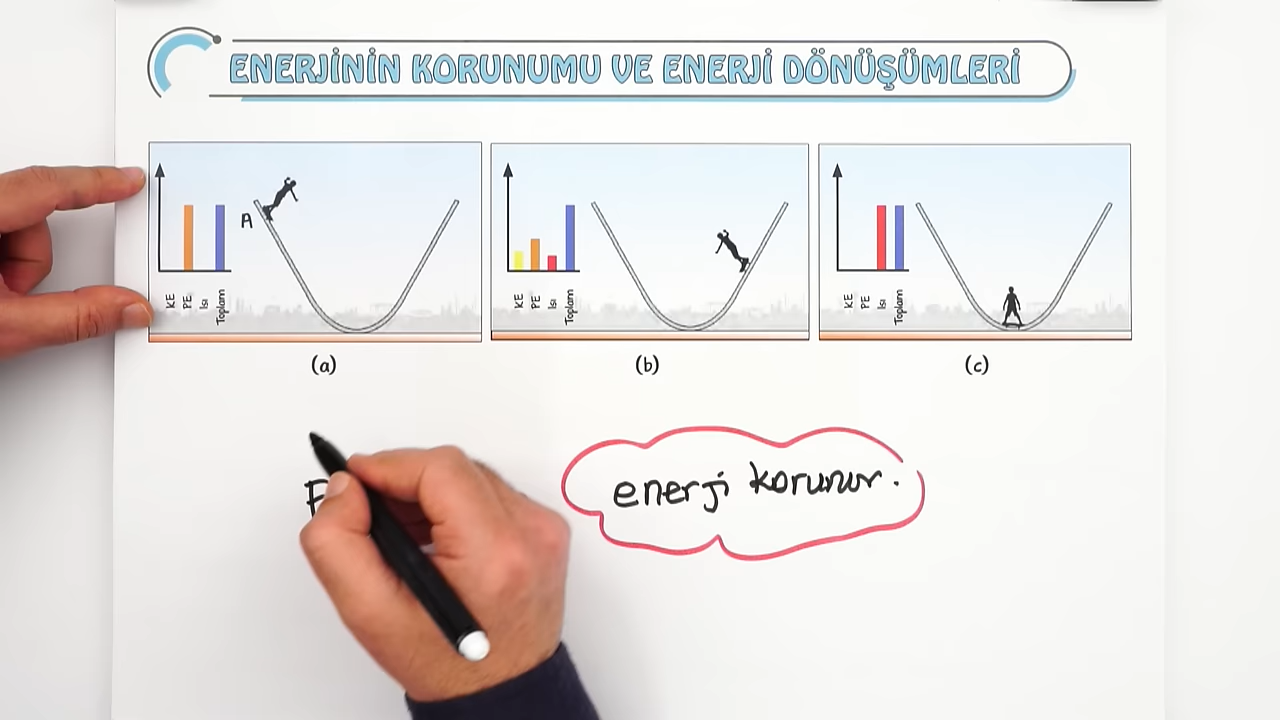 ENERJİNİN KORUNUMU VE ENERJİ DÖNÜŞÜMLERİ
A
KE
PE
Isı
Toplam
KE
PE
Isı
Toplam
KE
PE
Isı
Toplam
(a)
(b)
(c)
enerji korunur.